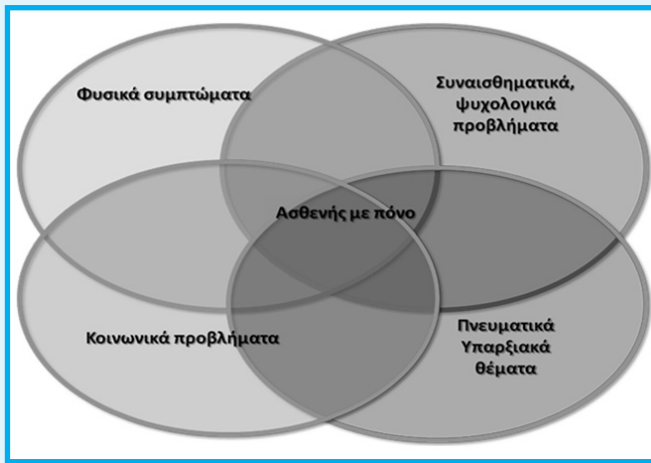 Φυσικά συμπτώματα
Συναισθηματικά,
ψυχολογικά
προβλήματα
Ασθενής με πόνο
Κοινωνικά προβλήματα
Πνευματικά
Υπαρξιακά
θέματα